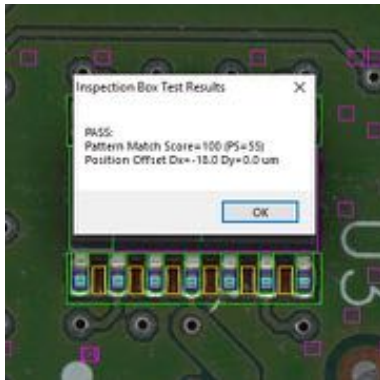 Inspection Box Test Results
PASS:
Pattern Match Score=100 (PS=55)
Position Offset Dx=-18.0 Dy=0.0 um
OK
U3